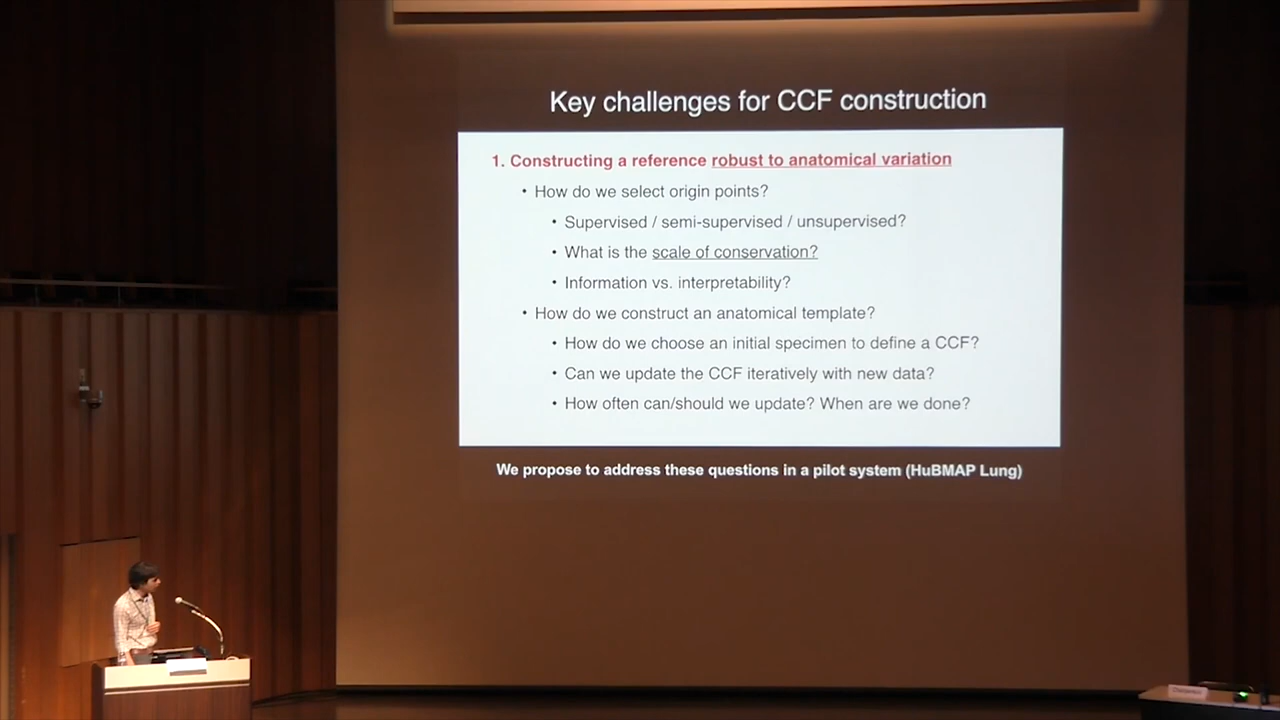 Key challenges for CCF construction
1. Constructing a reference robust to anatomical variation
• How do we select origin points?
• Supervised / semi-supervised / unsupervised?
• What is the scale of conservation?
• Information vs. interpretability?
• How do we construct an anatomical template?
• How do we choose an initial specimen to define a CCF?
• Can we update the CCF iteratively with new data?
• How often can/should we update? When are we done?
We propose to address these questions in a pilot system (HuBMAP Lung)